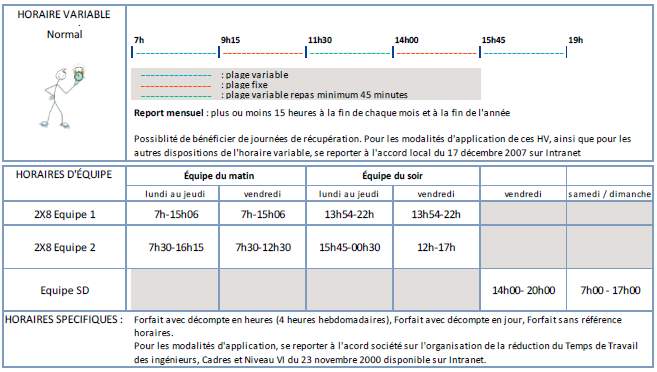 HORAIRE VARIABLE
Normal
7h 9h15 11h30 14h00 15h45 19h
: plage variable
: plage fixe
: plage variable repas minimum 45 minutes
Report mensuel : plus ou moins 15 heures à la fin de chaque mois et à la fin de l'année
Possiblité de bénéficier de journées de récupération. Pour les modalités d'application de ces HV, ainsi que pour les
autres dispositions de l'horaire variable, se reporter à l'accord local du 17 décembre 2007 sur Intranet
HORAIRES D'ÉQUIPE Équipe du matin Équipe du soir
lundi au jeudi vendredi lundi au jeudi vendredi vendredi samedi / dimanche
2X8 Equipe 1 7h-15h06 7h-15h06 13h54-22h 13h54-22h
2X8 Equipe 2 7h30-16h15 7h30-12h30 15h45-00h30 12h-17h
Equipe SD 14h00- 20h00 7h00 - 17h00
HORAIRES SPECIFIQUES : Forfait avec décompte en heures (4 heures hebdomadaires), Forfait avec décompte en jour, Forfait sans référence
horaires.
Pour les modalités d'application, se reporter à l'acord société sur l'organisation de la réduction du Temps de Travail
des ingénieurs, Cadres et Niveau VI du 23 novembre 2000 disponible sur Intranet.